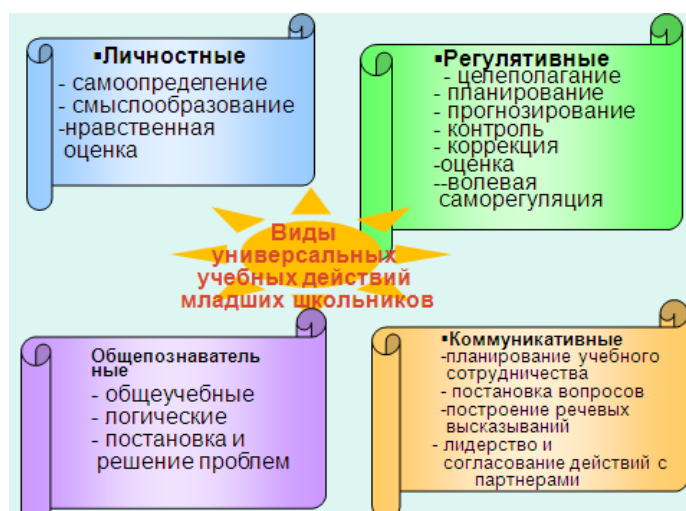 ▪Личностные
- самоопределение
- смыслообразование
-нравственная
оценка
▪Регулятивные
- целеполагание
- планирование
- прогнозирование
- контроль
- коррекция
-оценка
--волевая
саморегуляция
Виды
универсальных
учебных действий
младших школьников
Общепознаватель
ные
- общеучебные
- логические
- постановка и
решение проблем
▪Коммуникативные
-планирование учебного
сотрудничества
- постановка вопросов
-построение речевых
высказываний
- лидерство и
согласование действий с
партнерами